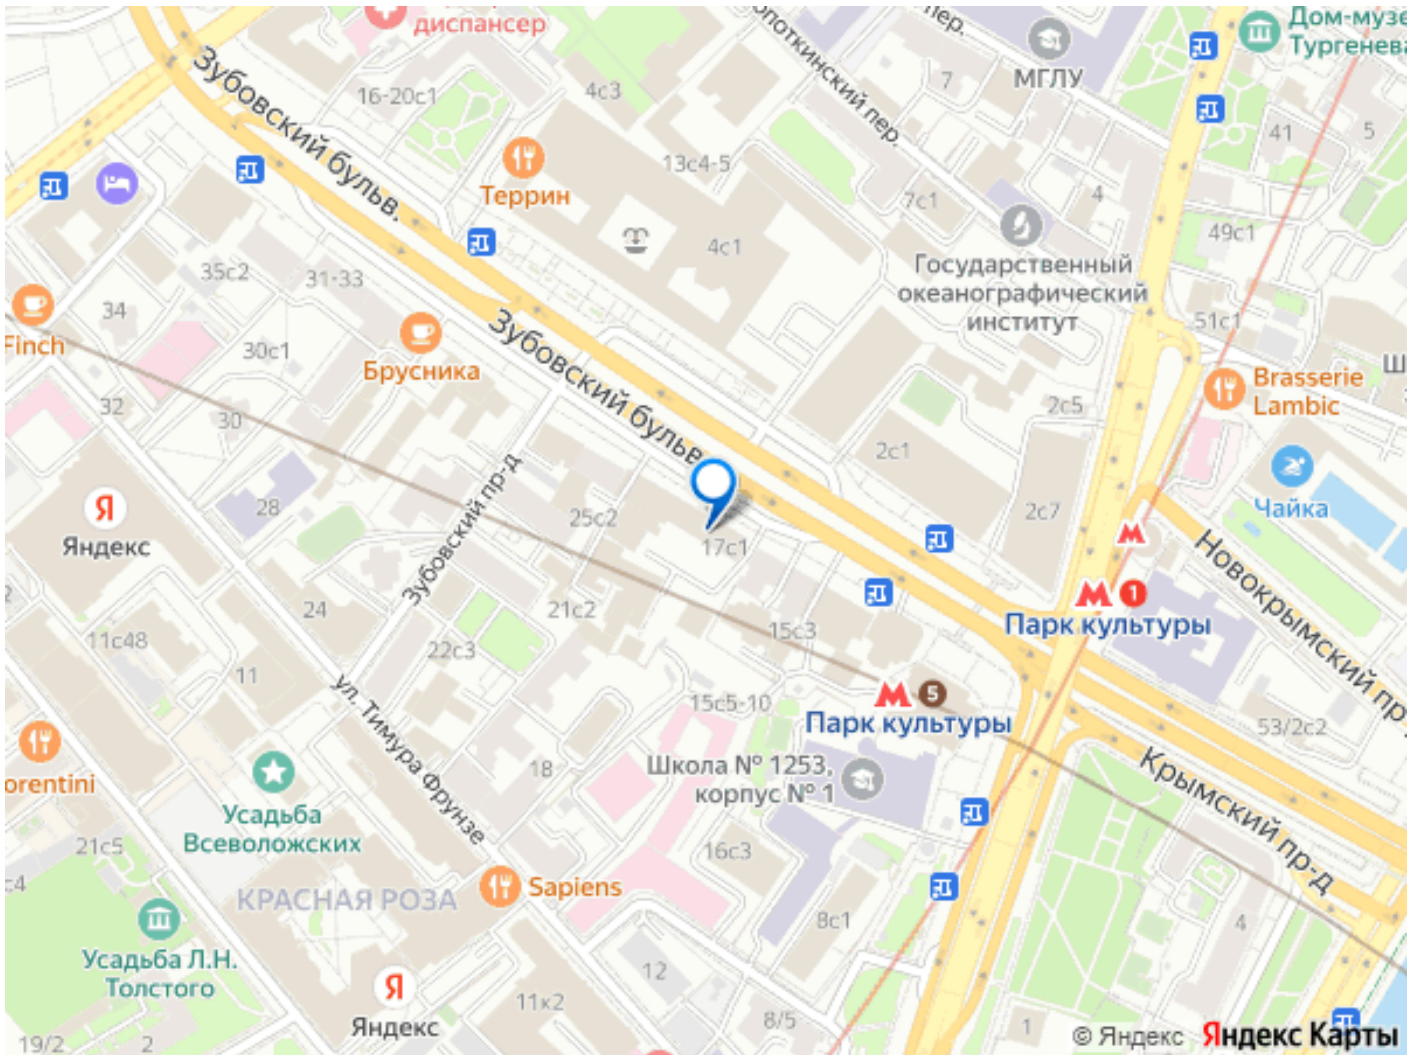 диспансер
Дом-музе
Тургенева
пер.
МГЛУ
16-20с1
4с3
7
41
5
Зубовский бульв.
13с4-5
Террин
7с1
4
4с1
49с1
Государственный
океанографический
институт
35с2
31-33
34
51с1
Finch
30с1
Брусника
Зубовский бульв.
Brasserie
Lambic
Ш
32
30
2с5
2с1
Чайка
28
25с2
2с7
Я
Яндекс
Зубовский пр-д
17с1
Новокрымский пр-
1
Парк культуры
24
21с2
15с3
2
11с48
22с3
11
5
Парк культуры
15с5-10
53/2с2
ул. Тимура Фрунзе
18
Школа № 1253,
корпус № 1
orentini
Крымский пр-д
Усадьба
Всеволожских
21с5
16с3
с4
КРАСНАЯ РОЗА
Sapiens
8с1
4
Усадьба Л.Н.
Толстого
12
Я
Яндекс
11к2
8/5
1
19/2
2
© Яндекс Яндекс Карты